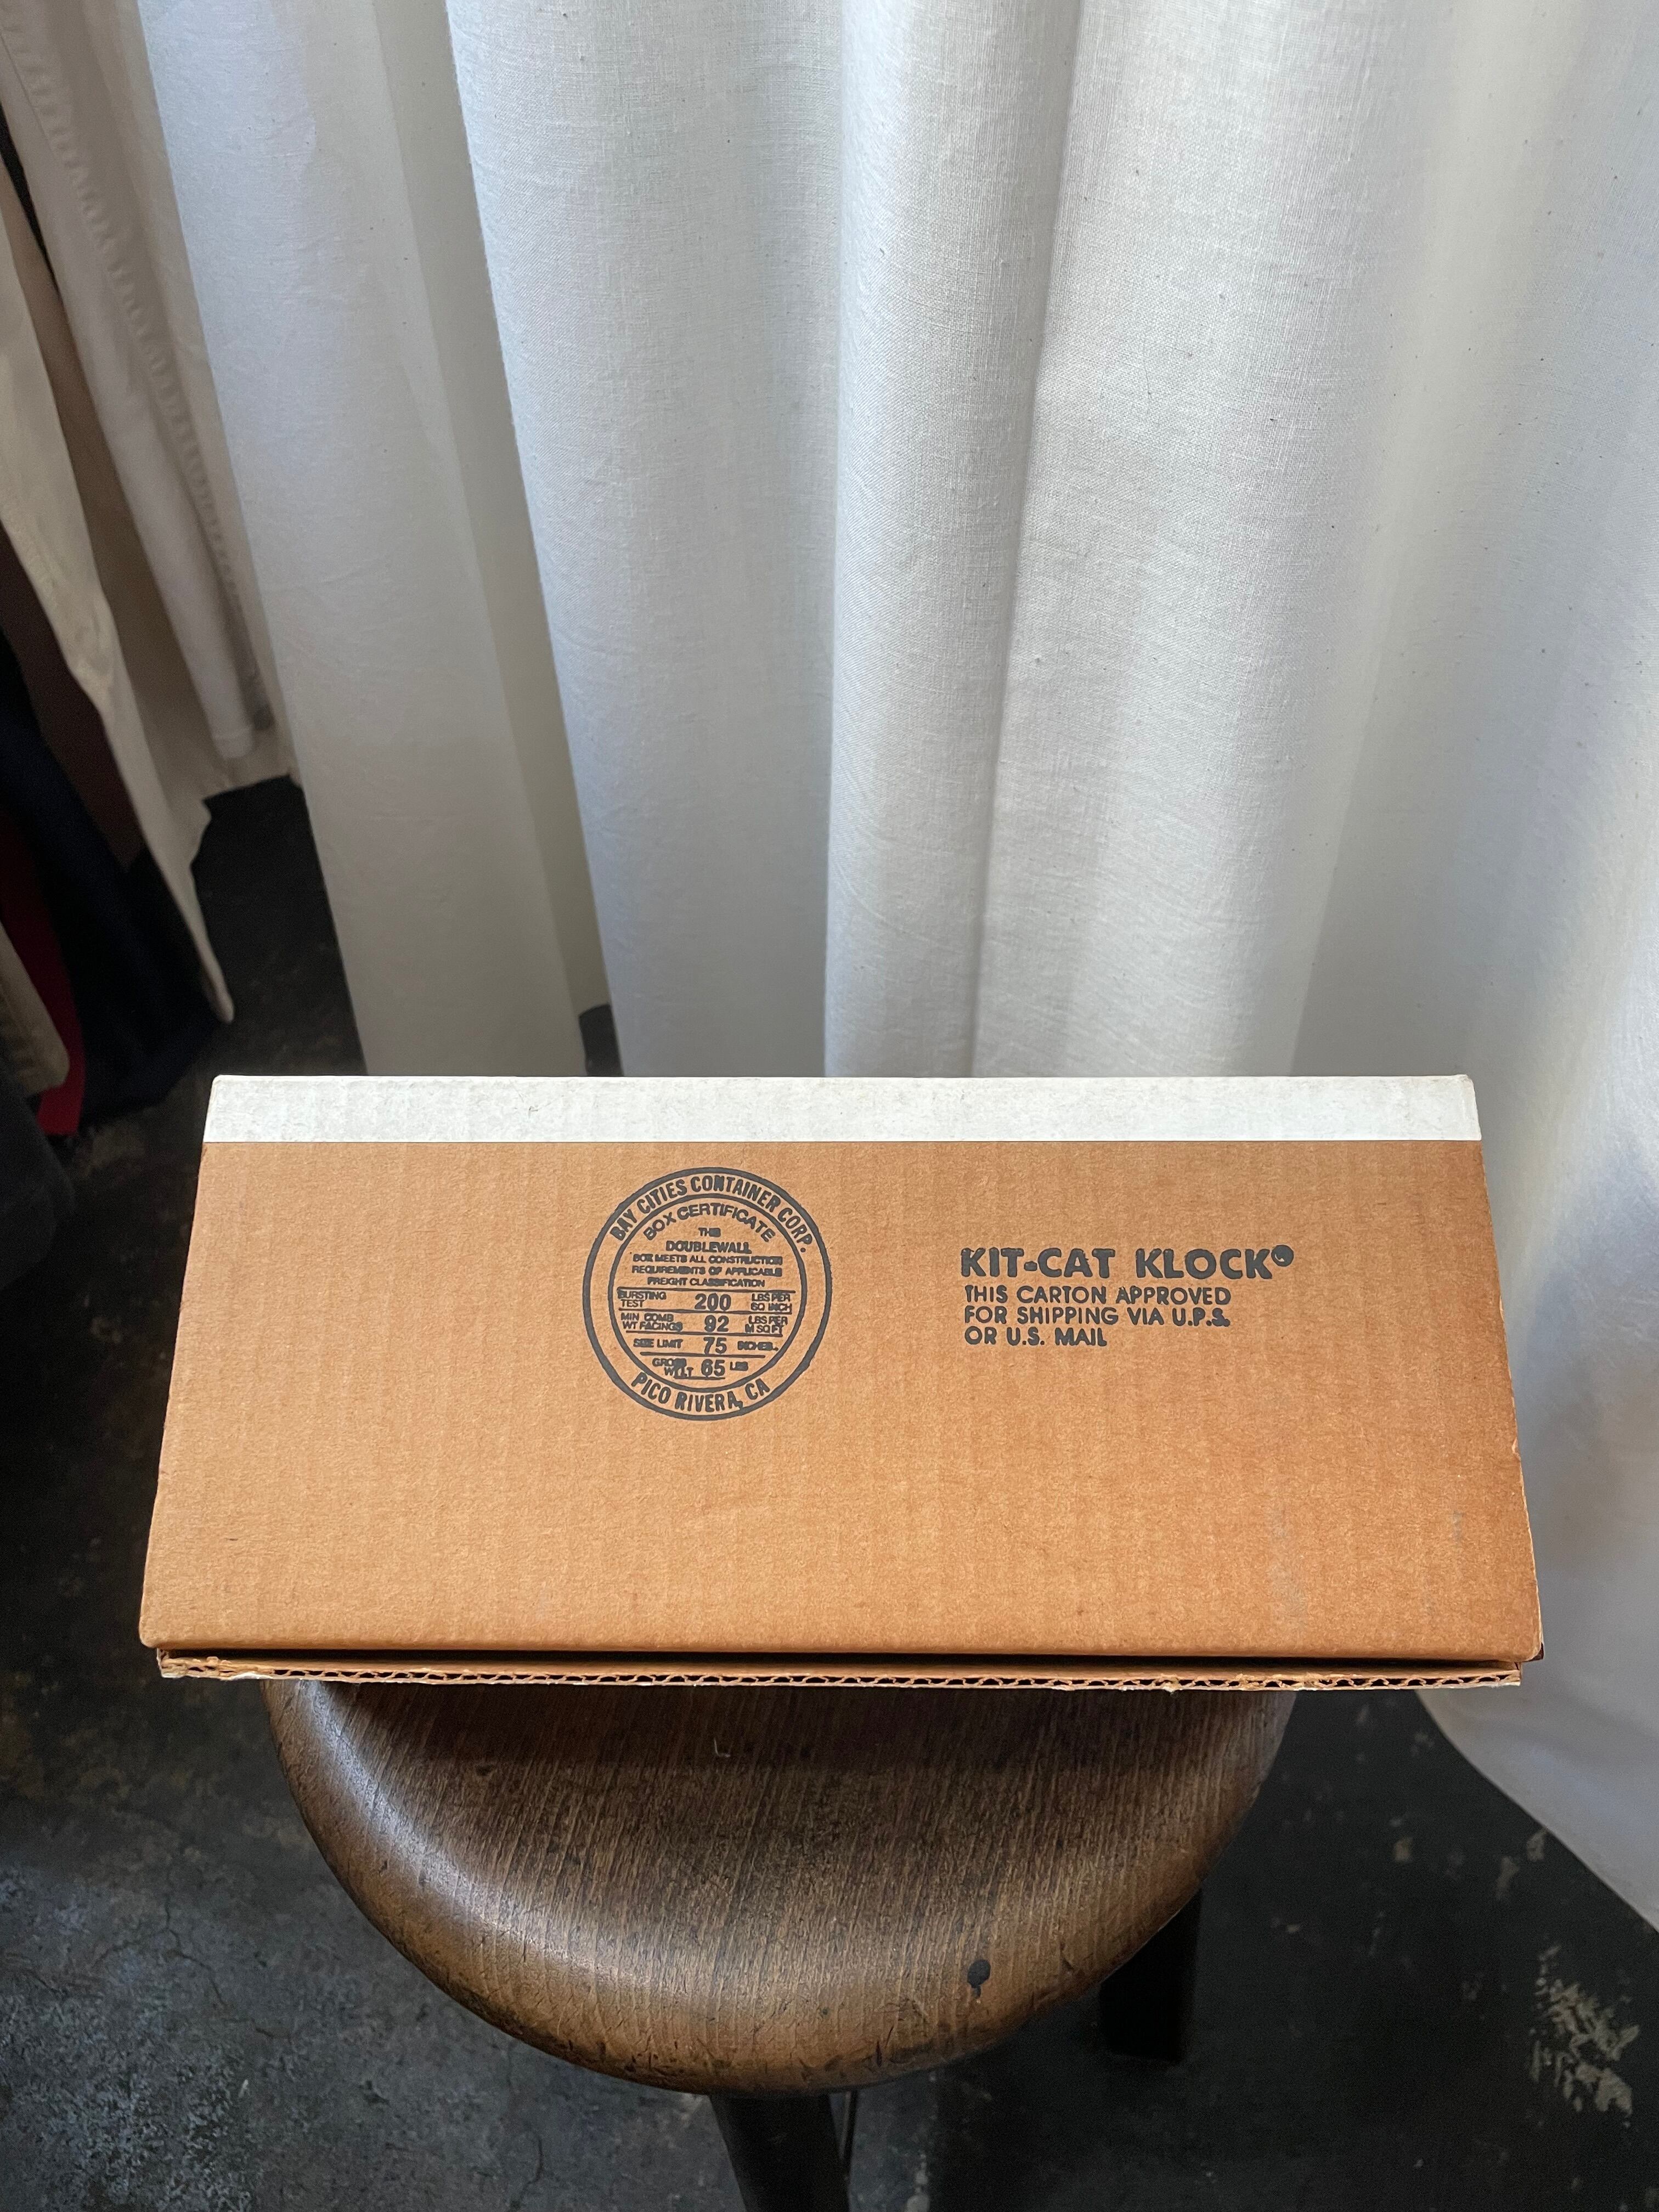 BAY CITIES CONTAINER CORP.
BOX CERTIFICATE
THIS
DOUBLEWALL
BOX MEETS ALL CONSTRUCTION
REQUIREMENTS OF APPLICABLE
FREIGHT CLASSIFICATION
BURSTING TEST 200 LBS PER SQ INCH
MIN COMB WT FACINGS 92 LBS PER M SQ FT
SIZE LIMIT 75 INCHES
GROSS WT LT 65 LBS
PICO RIVERA, CA
KIT-CAT KLOCK®
THIS CARTON APPROVED
FOR SHIPPING VIA U.P.S.
OR U.S. MAIL